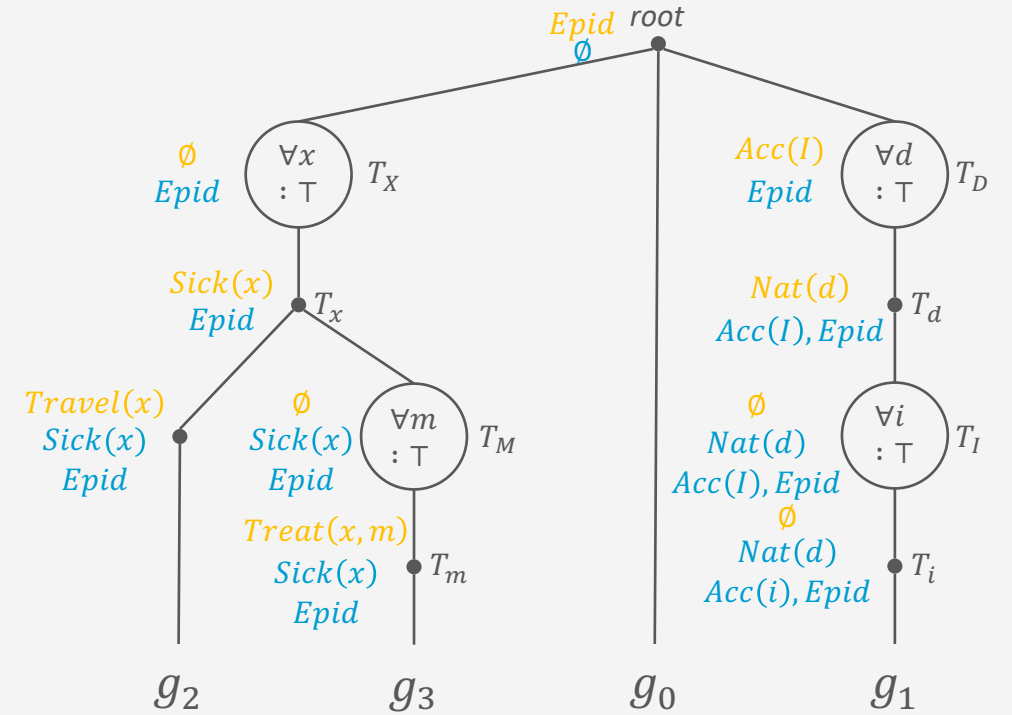 Epid root
∅
∅
Epid
∀x
: ⊤
T_X
Acc(I)
Epid
∀d
: ⊤
T_D
Sick(x)
Epid
T_x
Nat(d)
Acc(I), Epid
T_d
Travel(x)
Sick(x)
Epid
∅
Sick(x)
Epid
∀m
: ⊤
T_M
∅
Nat(d)
Acc(I), Epid
∀i
: ⊤
T_I
Treat(x, m)
Sick(x)
Epid
T_m
∅
Nat(d)
Acc(i), Epid
T_i
g_2 g_3 g_0 g_1